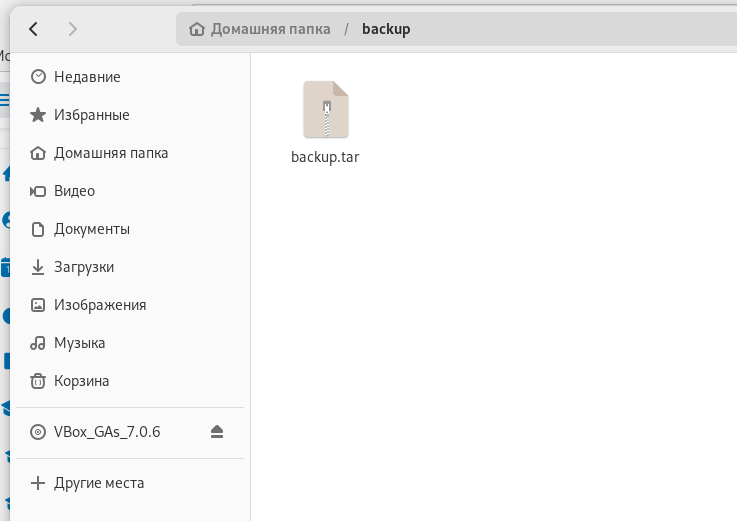 Домашняя папка / backup
Недавние
Избранные
Домашняя папка
Видео
Документы
Загрузки
Изображения
Музыка
Корзина
VBox_GAs_7.0.6
Другие места
backup.tar